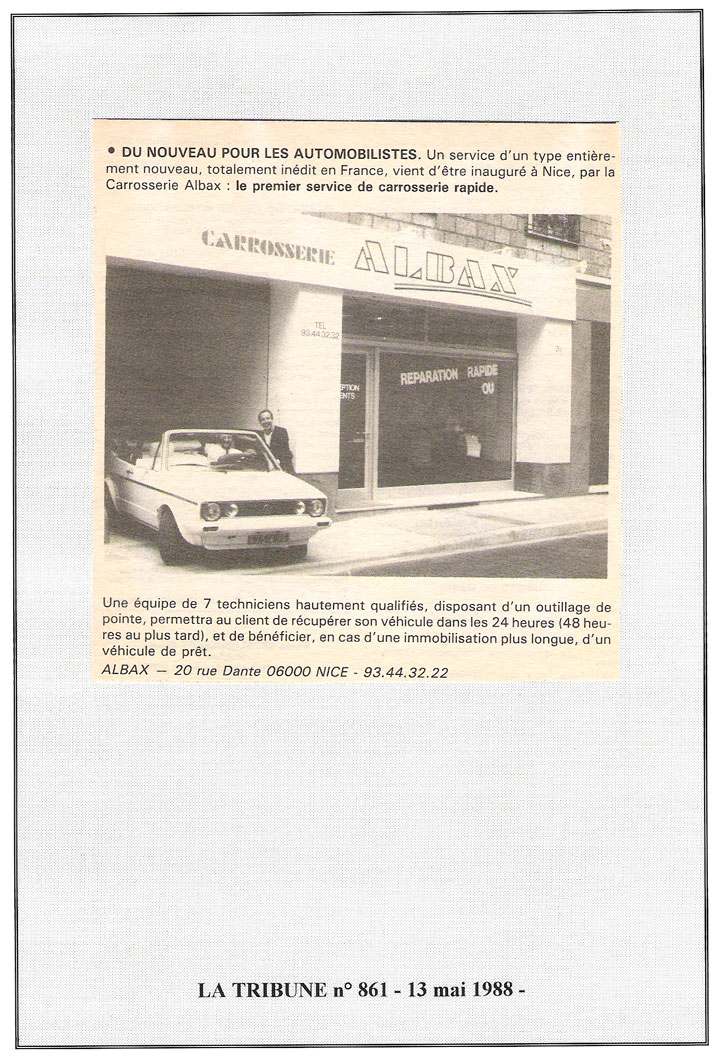 • DU NOUVEAU POUR LES AUTOMOBILISTES. Un service d'un type entière-
ment nouveau, totalement inédit en France, vient d'être inauguré à Nice, par la
Carrosserie Albax : le premier service de carrosserie rapide.
CARROSSERIE ALBAX
TEL
93.44.32.22
REPARATION RAPIDE
OU
Une équipe de 7 techniciens hautement qualifiés, disposant d'un outillage de
pointe, permettra au client de récupérer son véhicule dans les 24 heures (48 heu-
res au plus tard), et de bénéficier, en cas d'une immobilisation plus longue, d'un
véhicule de prêt.
ALBAX — 20 rue Dante 06000 NICE - 93.44.32.22
LA TRIBUNE n° 861 - 13 mai 1988 -